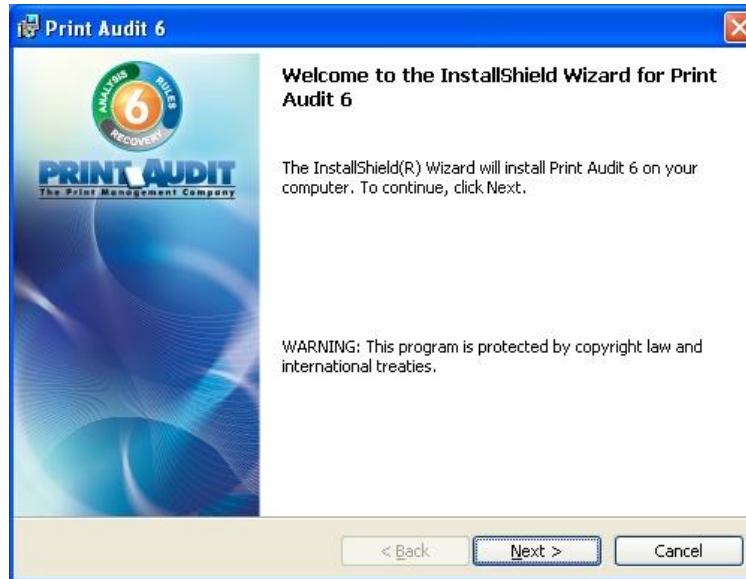 Print Audit 6
ANALYSIS
RULES
6
RECOVERY
PRINT AUDIT
The Print Management Company
Welcome to the InstallShield Wizard for Print
Audit 6
The InstallShield(R) Wizard will install Print Audit 6 on your
computer. To continue, click Next.
WARNING: This program is protected by copyright law and
international treaties.
< Back
Next >
Cancel